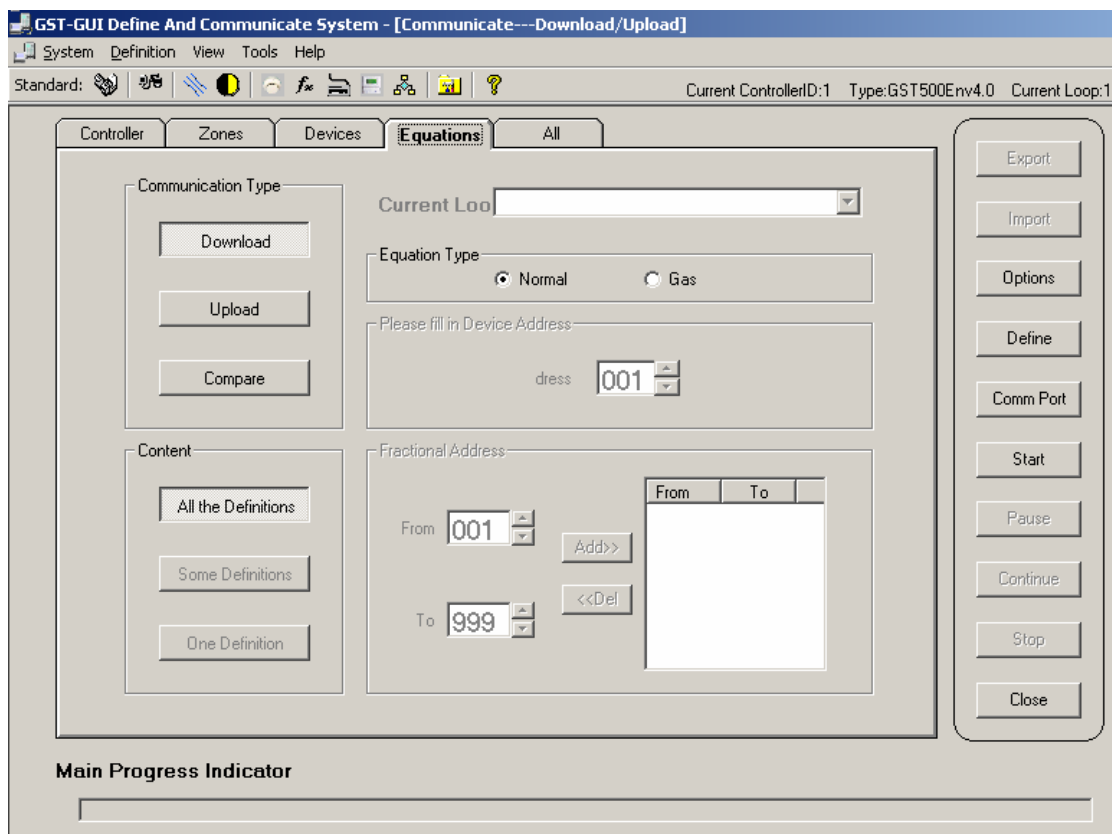 GST-GUI Define And Communicate System - [Communicate---Download/Upload]
System Definition View Tools Help
Standard: Current ControllerID:1 Type:GST500Env4.0 Current Loop:1
Controller Zones Devices Equations All
Communication Type
Download
Upload
Compare
Current Loo
Equation Type
Normal Gas
Please fill in Device Address
dress 001
Content
All the Definitions
Some Definitions
One Definition
Fractional Address
From 001
To 999
Add>>
<<Del
From To
Export
Import
Options
Define
Comm Port
Start
Pause
Continue
Stop
Close
Main Progress Indicator